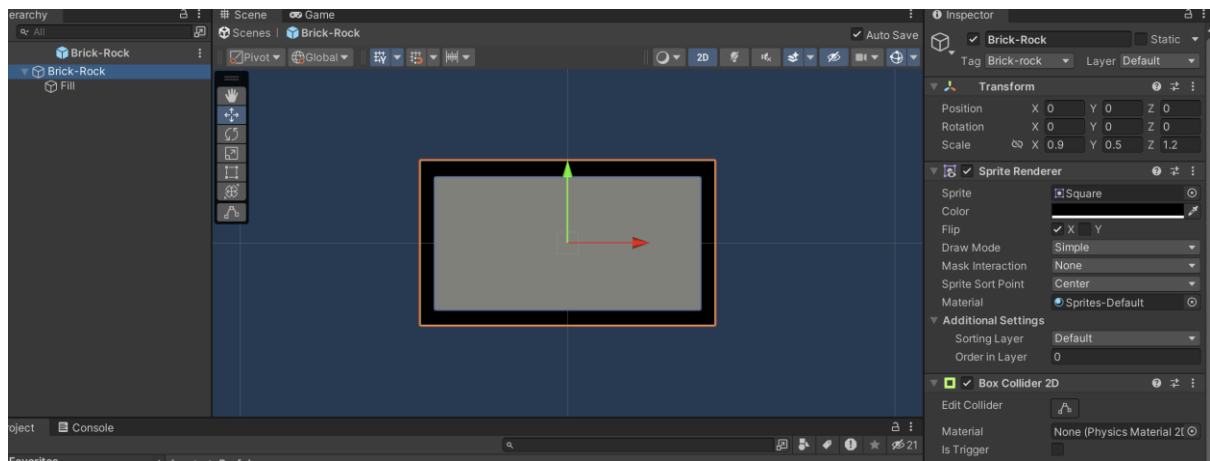 erarchy
All
Brick-Rock
Brick-Rock
Fill
Scene Game
Scenes | Brick-Rock Auto Save
Pivot Global 2D
roject Console
21
Inspector
Brick-Rock Static
Tag Brick-rock Layer Default
Transform
Position X 0 Y 0 Z 0
Rotation X 0 Y 0 Z 0
Scale X 0.9 Y 0.5 Z 1.2
Sprite Renderer
Sprite Square
Color
Flip X Y
Draw Mode Simple
Mask Interaction None
Sprite Sort Point Center
Material Sprites-Default
Additional Settings
Sorting Layer Default
Order in Layer 0
Box Collider 2D
Edit Collider
Material None (Physics Material 2D
Is Trigger